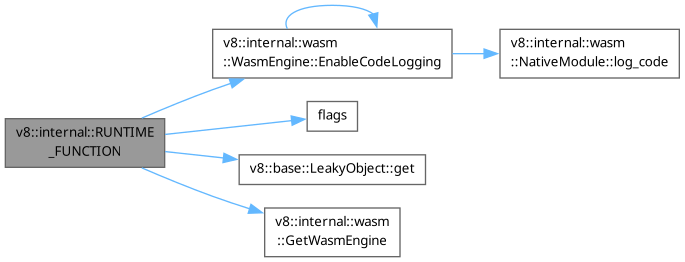 v8::internal::RUNTIME
_FUNCTION
v8::internal::wasm
::WasmEngine::EnableCodeLogging
v8::internal::wasm
::NativeModule::log_code
flags
v8::base::LeakyObject::get
v8::internal::wasm
::GetWasmEngine